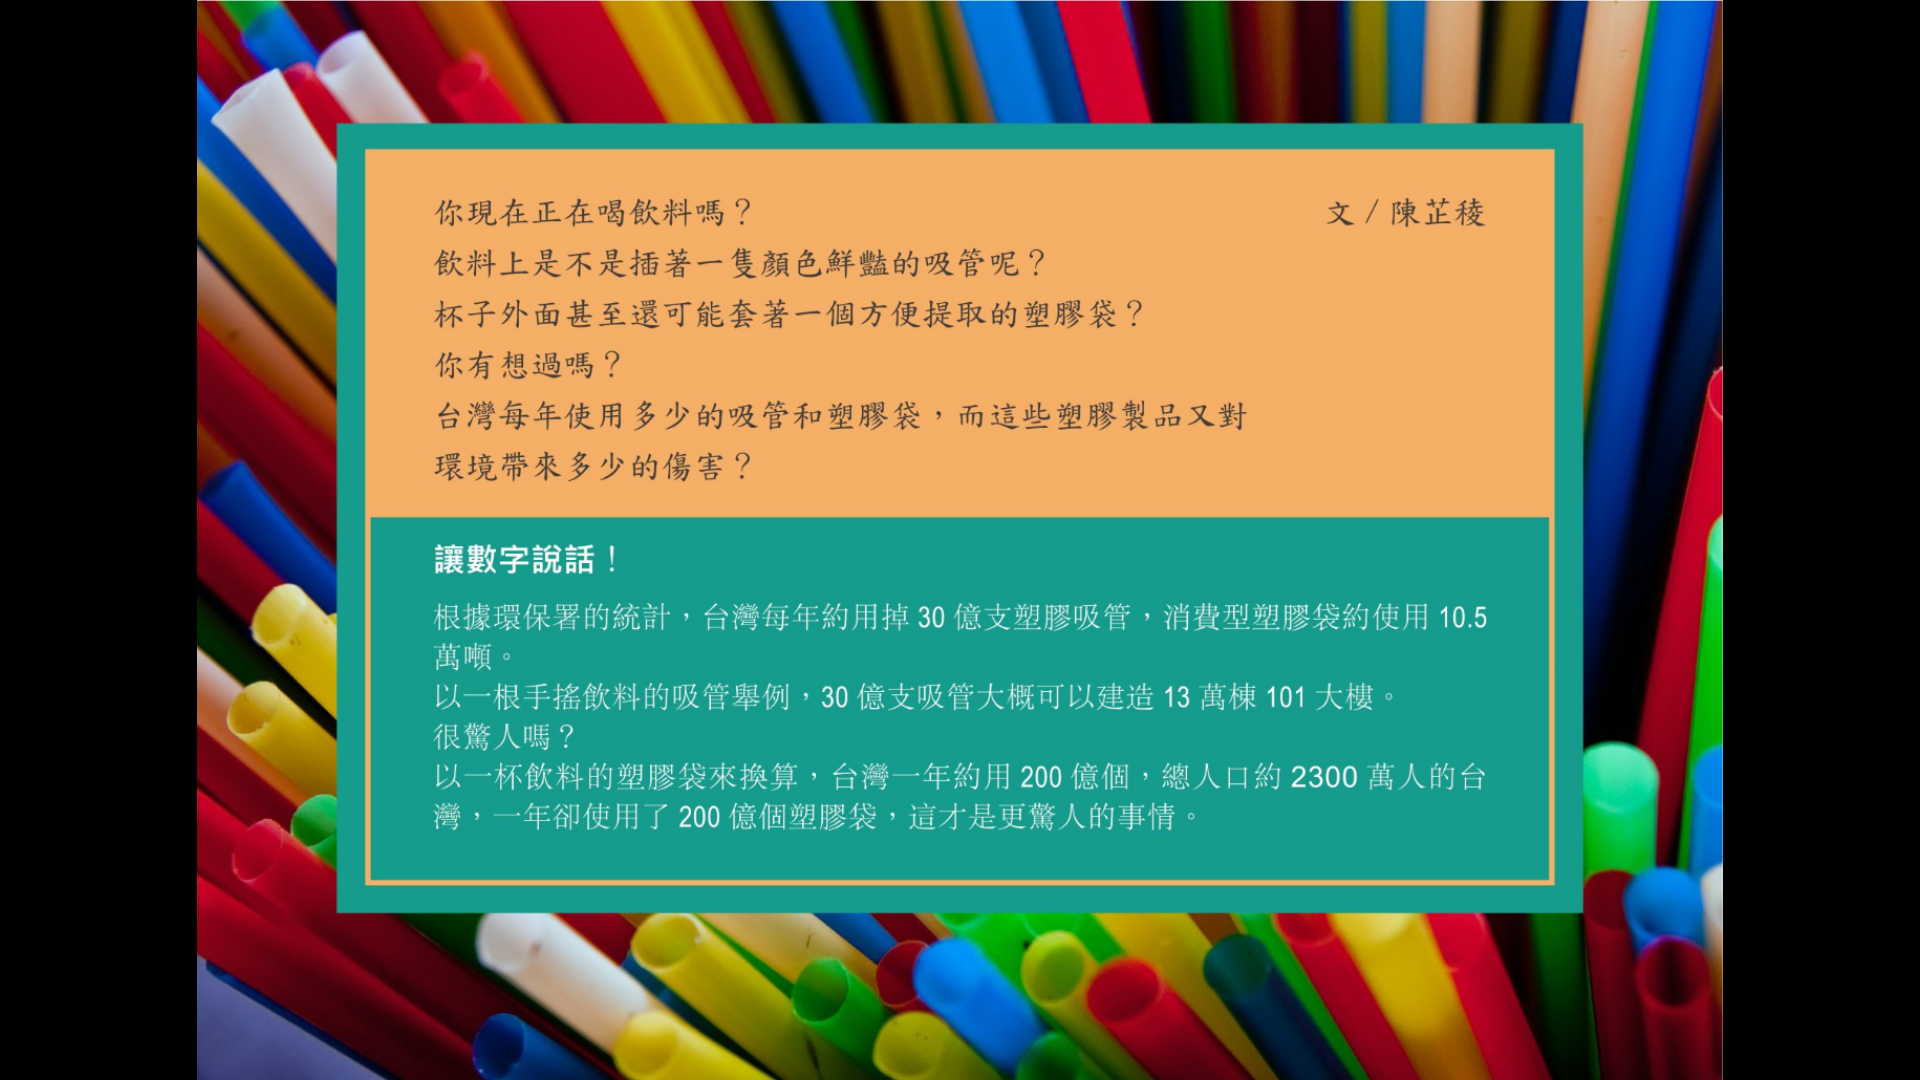 你現在正在喝飲料嗎？
文／陳芷稜
飲料上是不是插著一隻顏色鮮豔的吸管呢？
杯子外面甚至還可能套著一個方便提取的塑膠袋？
你有想過嗎？
台灣每年使用多少的吸管和塑膠袋，而這些塑膠製品又對
環境帶來多少的傷害？
讓數字說話！
根據環保署的統計，台灣每年約用掉 30 億支塑膠吸管，消費型塑膠袋約使用 10.5
萬噸。
以一根手搖飲料的吸管舉例，30 億支吸管大概可以建造 13 萬棟 101 大樓。
很驚人嗎？
以一杯飲料的塑膠袋來換算，台灣一年約用 200 億個，總人口約 2300 萬人的台
灣，一年卻使用了 200 億個塑膠袋，這才是更驚人的事情。